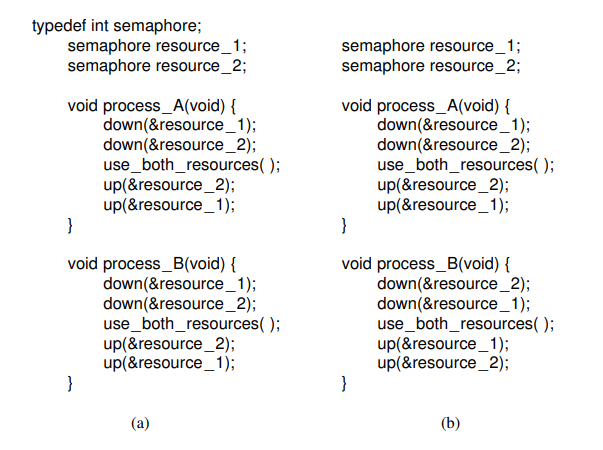 typedef int semaphore;
semaphore resource_1;
semaphore resource_2;
void process_A(void) {
down(&resource_1);
down(&resource_2);
use_both_resources( );
up(&resource_2);
up(&resource_1);
}
void process_B(void) {
down(&resource_1);
down(&resource_2);
use_both_resources( );
up(&resource_2);
up(&resource_1);
}
(a)
semaphore resource_1;
semaphore resource_2;
void process_A(void) {
down(&resource_1);
down(&resource_2);
use_both_resources( );
up(&resource_2);
up(&resource_1);
}
void process_B(void) {
down(&resource_2);
down(&resource_1);
use_both_resources( );
up(&resource_1);
up(&resource_2);
}
(b)